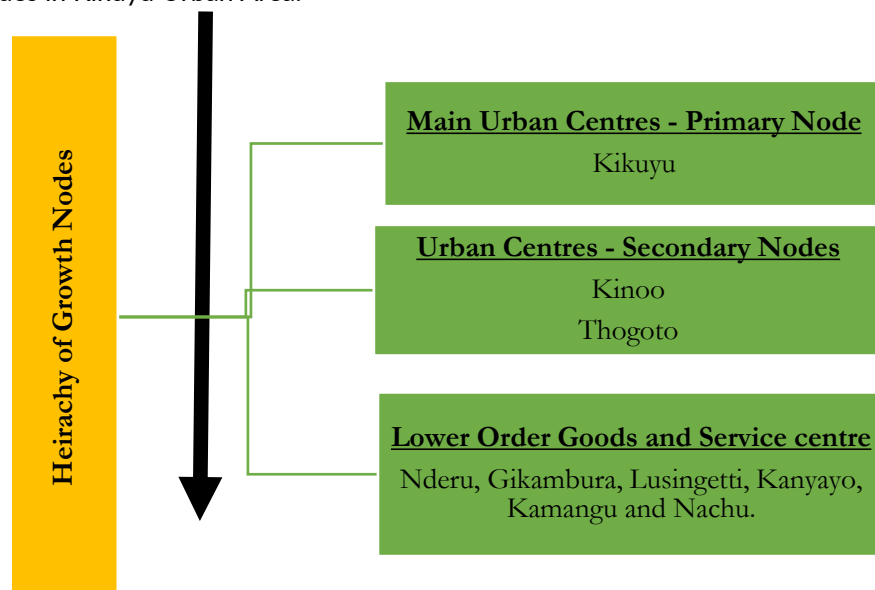 Heirachy of Growth Nodes
Main Urban Centres - Primary Node
Kikuyu
Urban Centres - Secondary Nodes
Kinoo
Thogoto
Lower Order Goods and Service centre
Nderu, Gikambura, Lusingetti, Kanyayo,
Kamangu and Nachu.